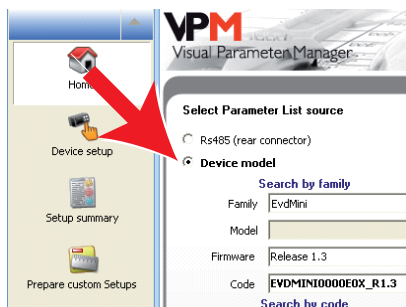 VPM
Visual Parameter Manager
Home
Device setup
Setup summary
Prepare custom Setups
Select Parameter List source
Rs485 (rear connector)
Device model
Search by family
Family EvdMini
Model
Firmware Release 1.3
Code EVDMINI0000E0X_R1.3
Search by code